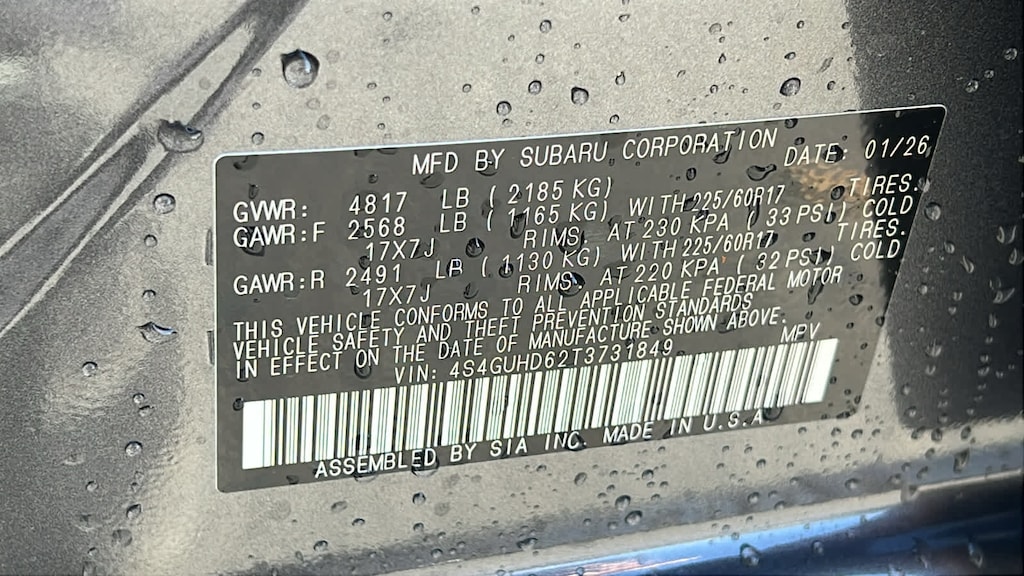 MFD BY SUBARU CORPORATION DATE: 01/26
GVWR: 4817 LB ( 2185 KG)
GAWR:F 2568 LB ( 1165 KG) WITH 225/60R17 TIRES.
17X7J RIMS, AT 230 KPA ( 33 PSI) COLD
GAWR:R 2491 LB ( 1130 KG) WITH 225/60R17 TIRES.
17X7J RIMS, AT 220 KPA ( 32 PSI) COLD
THIS VEHICLE CONFORMS TO ALL APPLICABLE FEDERAL MOTOR
VEHICLE SAFETY AND THEFT PREVENTION STANDARDS
IN EFFECT ON THE DATE OF MANUFACTURE SHOWN ABOVE.
VIN: 4S4GUHD62T3731849 MPV
ASSEMBLED BY SIA INC. MADE IN U.S.A